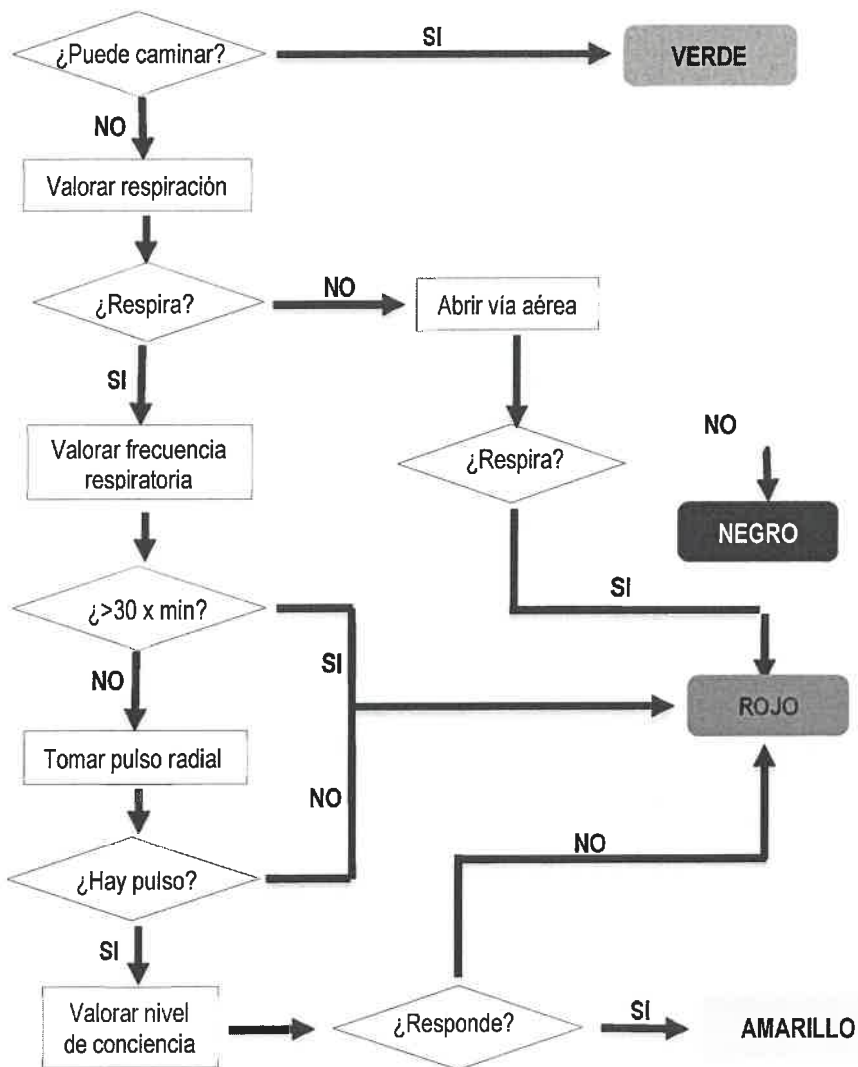 ¿Puede caminar?
SI
VERDE
NO
Valorar respiración
¿Respira?
NO
Abrir vía aérea
SI
Valorar frecuencia
respiratoria
¿Respira?
NO
NEGRO
¿>30 x min?
SI
SI
NO
ROJO
Tomar pulso radial
NO
¿Hay pulso?
NO
SI
Valorar nivel
de conciencia
¿Responde?
SI
AMARILLO